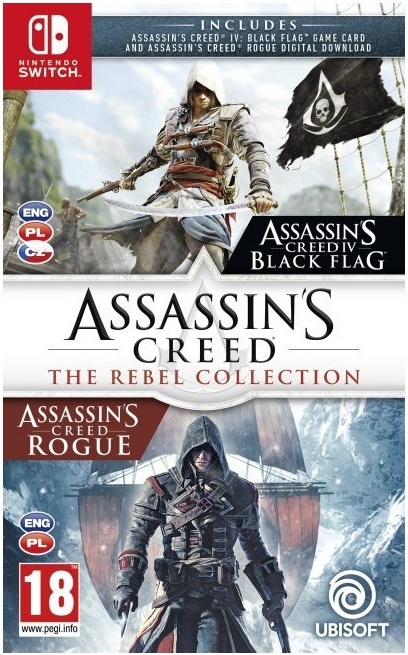 INCLUDES
ASSASSIN'S CREED® IV: BLACK FLAG™ GAME CARD
AND ASSASSIN'S CREED® ROGUE DIGITAL DOWNLOAD
NINTENDO
SWITCH™
ENG
PL
CZ
ASSASSIN'S
CREED IV
BLACK FLAG®
ASSASSIN'S
CREED®
THE REBEL COLLECTION
ASSASSIN'S
CREED
ROGUE
ENG
PL
18
www.pegi.info
UBISOFT